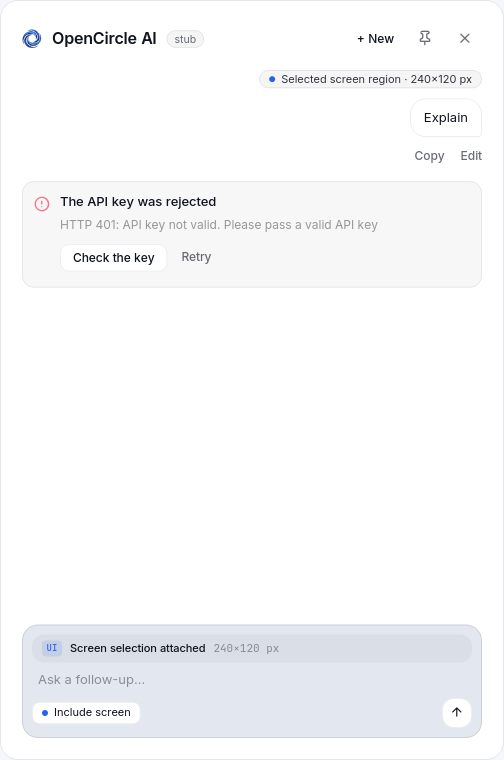 OpenCircle AI stub + New
Selected screen region · 240×120 px
Explain
Copy Edit
The API key was rejected
HTTP 401: API key not valid. Please pass a valid API key
Check the key Retry
UI Screen selection attached 240×120 px
Ask a follow-up...
Include screen